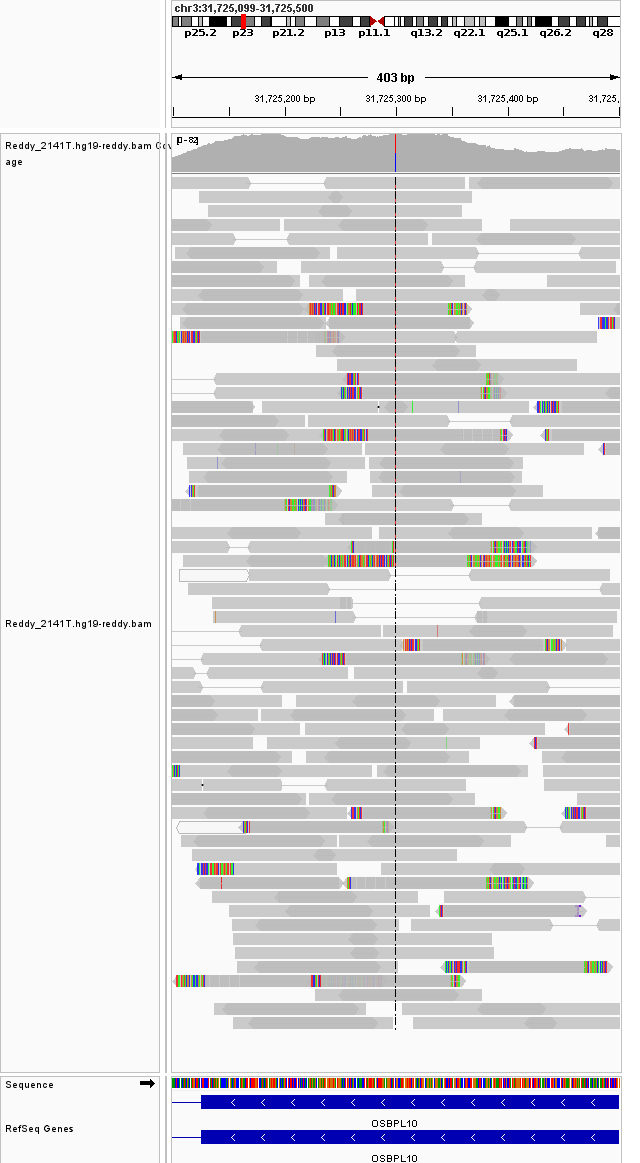 chr3:31,725,099-31,725,500
p25.2 p23 p21.2 p13 p11.1 q13.2 q22.1 q25.1 q26.2 q28
403 bp
31,725,200 bp 31,725,300 bp 31,725,400 bp 31,725,
Reddy_2141T.hg19-reddy.bam Cov
age
[0 - 82]
Reddy_2141T.hg19-reddy.bam
Sequence
OSBPL10
RefSeq Genes
OSBPL10